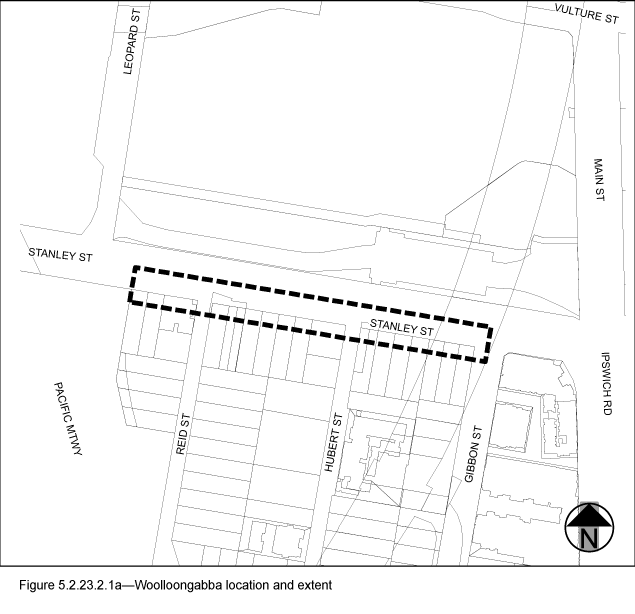 VULTURE ST
LEOPARD ST
MAIN ST
STANLEY ST
STANLEY ST
IPSWICH RD
PACIFIC MTWY
REID ST
HUBERT ST
GIBBON ST
N
Figure 5.2.23.2.1a—Woolloongabba location and extent